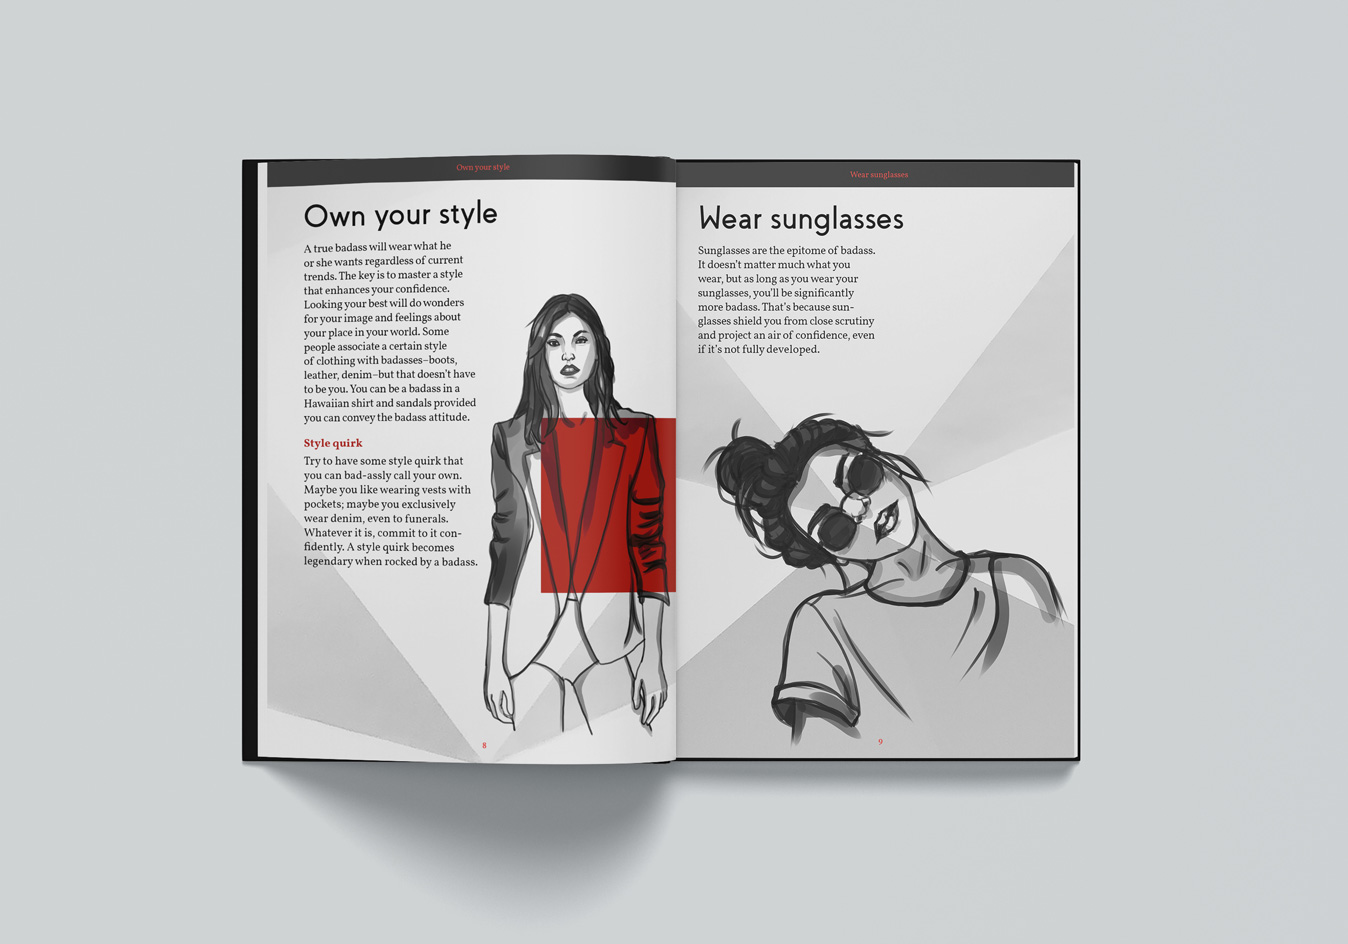 Own your style
Own your style
A true badass will wear what he
or she wants regardless of current
trends. The key is to master a style
that enhances your confidence.
Looking your best will do wonders
for your image and feelings about
your place in your world. Some
people associate a certain style
of clothing with badasses–boots,
leather, denim–but that doesn't have
to be you. You can be a badass in a
Hawaiian shirt and sandals provided
you can convey the badass attitude.
Style quirk
Try to have some style quirk that
you can bad-assly call your own.
Maybe you like wearing vests with
pockets; maybe you exclusively
wear denim, even to funerals.
Whatever it is, commit to it con-
fidently. A style quirk becomes
legendary when rocked by a badass.
8
Wear sunglasses
Wear sunglasses
Sunglasses are the epitome of badass.
It doesn't matter much what you
wear, but as long as you wear your
sunglasses, you'll be significantly
more badass. That's because sun-
glasses shield you from close scrutiny
and project an air of confidence, even
if it's not fully developed.
9